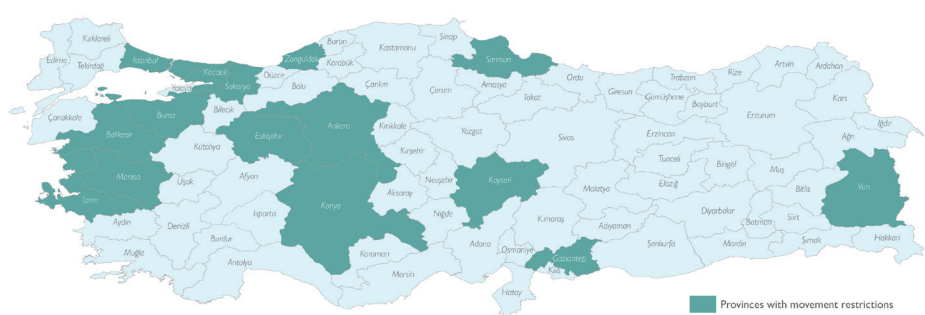 Kırklareli
Edirne
Tekirdağ
İstanbul
Kocaeli
Yalova
Sakarya
Düzce
Zonguldak
Bartın
Karabük
Kastamonu
Sinop
Samsun
Bolu
Çankırı
Çorum
Amasya
Tokat
Ordu
Giresun
Trabzon
Gümüşhane
Bayburt
Rize
Artvin
Ardahan
Kars
Iğdır
Ağrı
Erzurum
Erzincan
Sivas
Yozgat
Kırıkkale
Ankara
Eskişehir
Bilecik
Bursa
Çanakkale
Balıkesir
Kütahya
Manisa
İzmir
Uşak
Afyon
Kırşehir
Nevşehir
Kayseri
Aksaray
Konya
Niğde
Malatya
Elazığ
Tunceli
Bingöl
Muş
Bitlis
Van
Hakkari
Şırnak
Siirt
Batman
Diyarbakır
Mardin
Şanlıurfa
Adıyaman
K.maraş
Gaziantep
Kilis
Osmaniye
Hatay
Adana
Mersin
Karaman
Antalya
Isparta
Burdur
Denizli
Aydın
Muğla
Provinces with movement restrictions